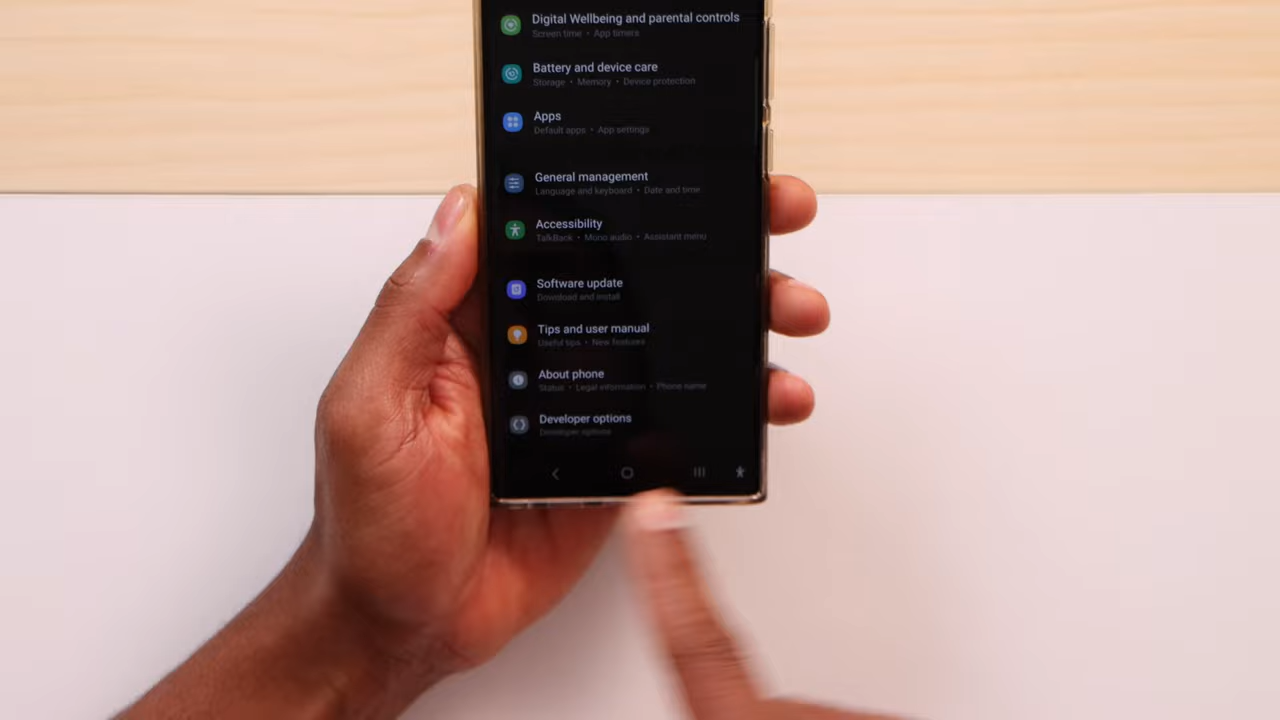 Digital Wellbeing and parental controls
Screen time • App timers
Battery and device care
Storage • Memory • Device protection
Apps
Default apps • App settings
General management
Language and keyboard • Date and time
Accessibility
TalkBack • Mono audio • Assistant menu
Software update
Download and install
Tips and user manual
Useful tips • New features
About phone
Status • Legal information • Phone name
Developer options
Developer options